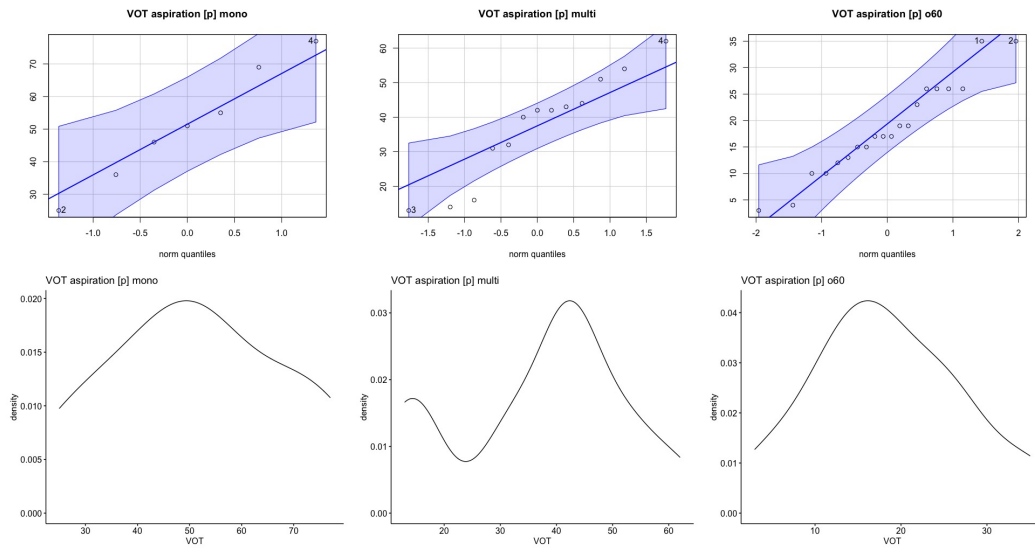 VOT aspiration [p] mono
VOT aspiration [p] multi
VOT aspiration [p] o60
70
60
50
40
30
4
2
-1.0 -0.5 0.0 0.5 1.0
norm quantiles
60
50
40
30
20
4
3
-1.5 -1.0 -0.5 0.0 0.5 1.0 1.5
norm quantiles
35
30
25
20
15
10
5
1
2
-2 -1 0 1 2
norm quantiles
VOT aspiration [p] mono
0.020
0.015
0.010
0.005
0.000
density
30 50 70
VOT
VOT aspiration [p] multi
0.03
0.02
0.01
0.00
density
20 30 40 50 60
VOT
VOT aspiration [p] o60
0.04
0.03
0.02
0.01
0.00
density
10 20 30
VOT